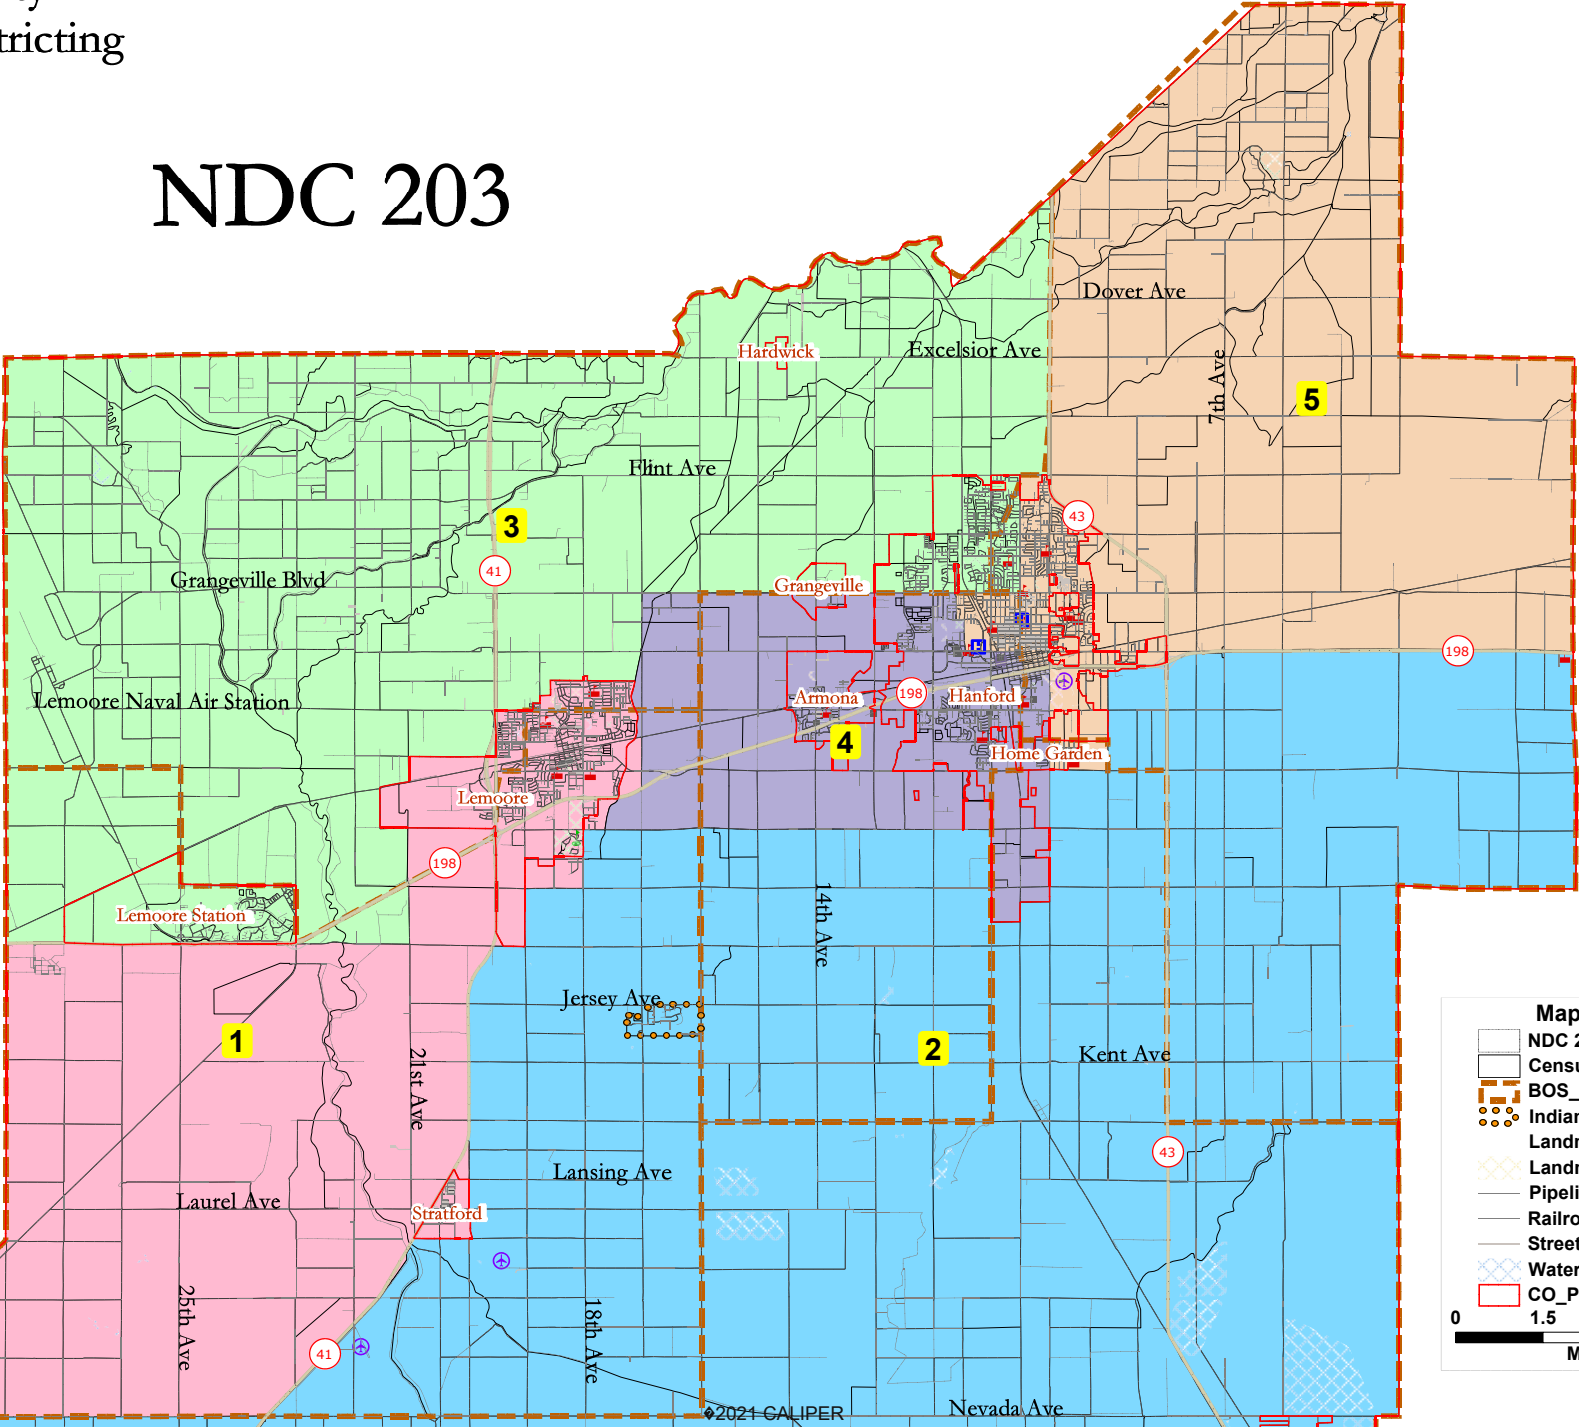 tricting
NDC 203
Dover Ave
Hardwick
Excelsior Ave
7th Ave
5
Flint Ave
3
43
41
Grangeville Blvd
Grangeville
198
Lemoore Naval Air Station
Armona
198
Hanford
4
Home Garden
Lemoore
198
Lemoore Station
14th Ave
Jersey Ave
1
2
Kent Ave
21st Ave
43
Lansing Ave
Laurel Ave
Stratford
25th Ave
18th Ave
41
Nevada Ave
�2021 CALIPER
Map
NDC 2
Censu
BOS_
Indian
Landm
Landm
Pipeli
Railro
Street
Water
CO_P
0 1.5
M